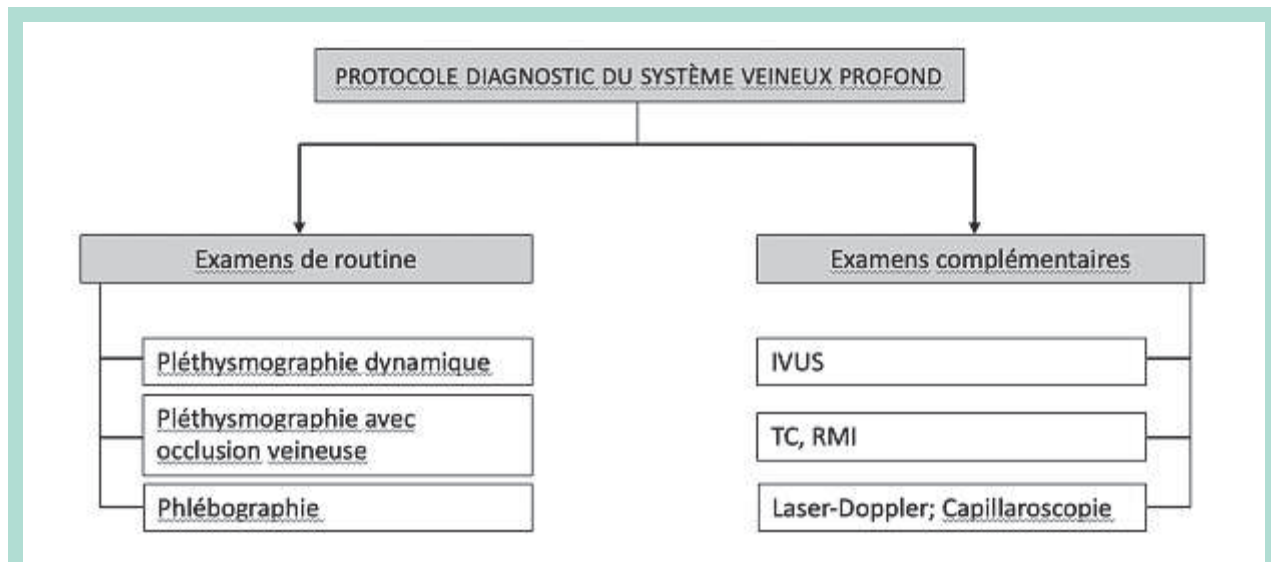 PROTOCOLE DIAGNOSTIC DU SYSTÈME VEINEUX PROFOND
Examens de routine
Pléthysmographie dynamique
Pléthysmographie avec
occlusion veineuse
Phlébographie
Examens complémentaires
IVUS
TC, RMI
Laser-Doppler; Capillaroscopie